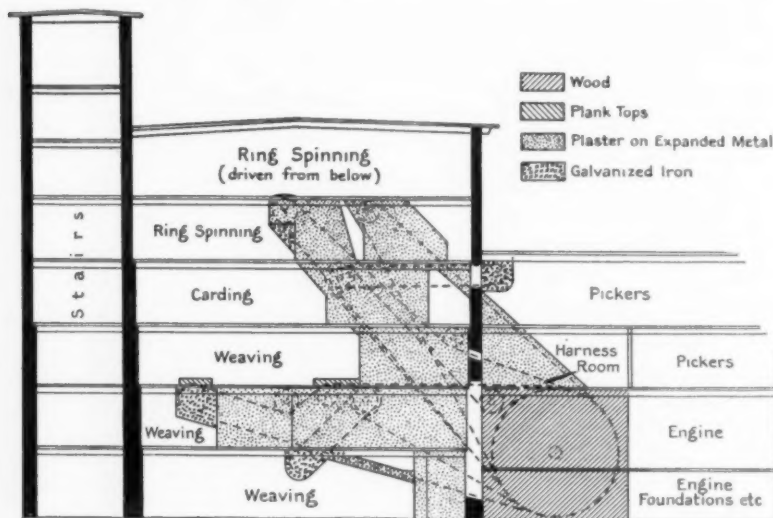 Wood
Plank Tops
Plaster on Expanded Metal
Galvanized Iron
Ring Spinning
(driven from below)
Stairs
Ring Spinning
Carding
Pickers
Weaving
Harness
Room
Pickers
Weaving
Engine
Weaving
Engine
Foundations etc